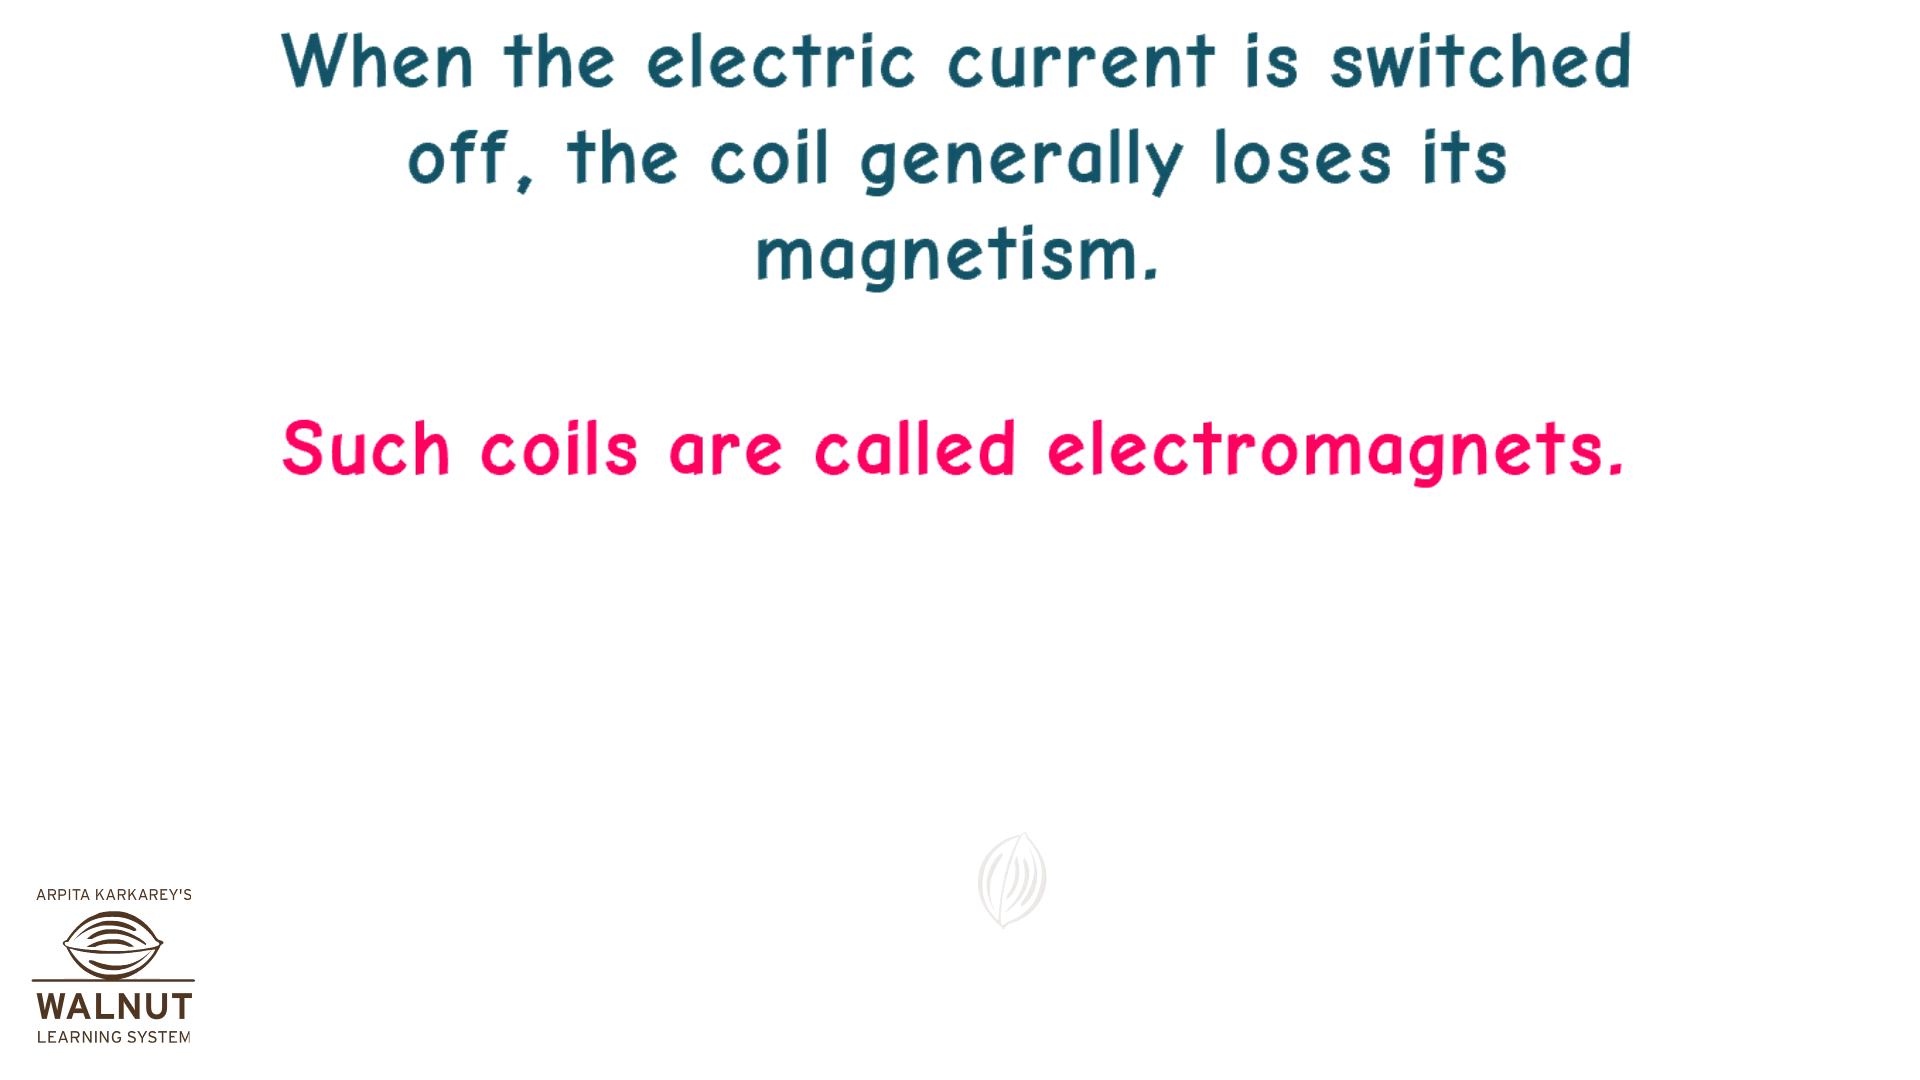 When the electric current is switched
off, the coil generally loses its
magnetism.
Such coils are called electromagnets.
ARPITA KARKAREY'S
WALNUT
LEARNING SYSTEM